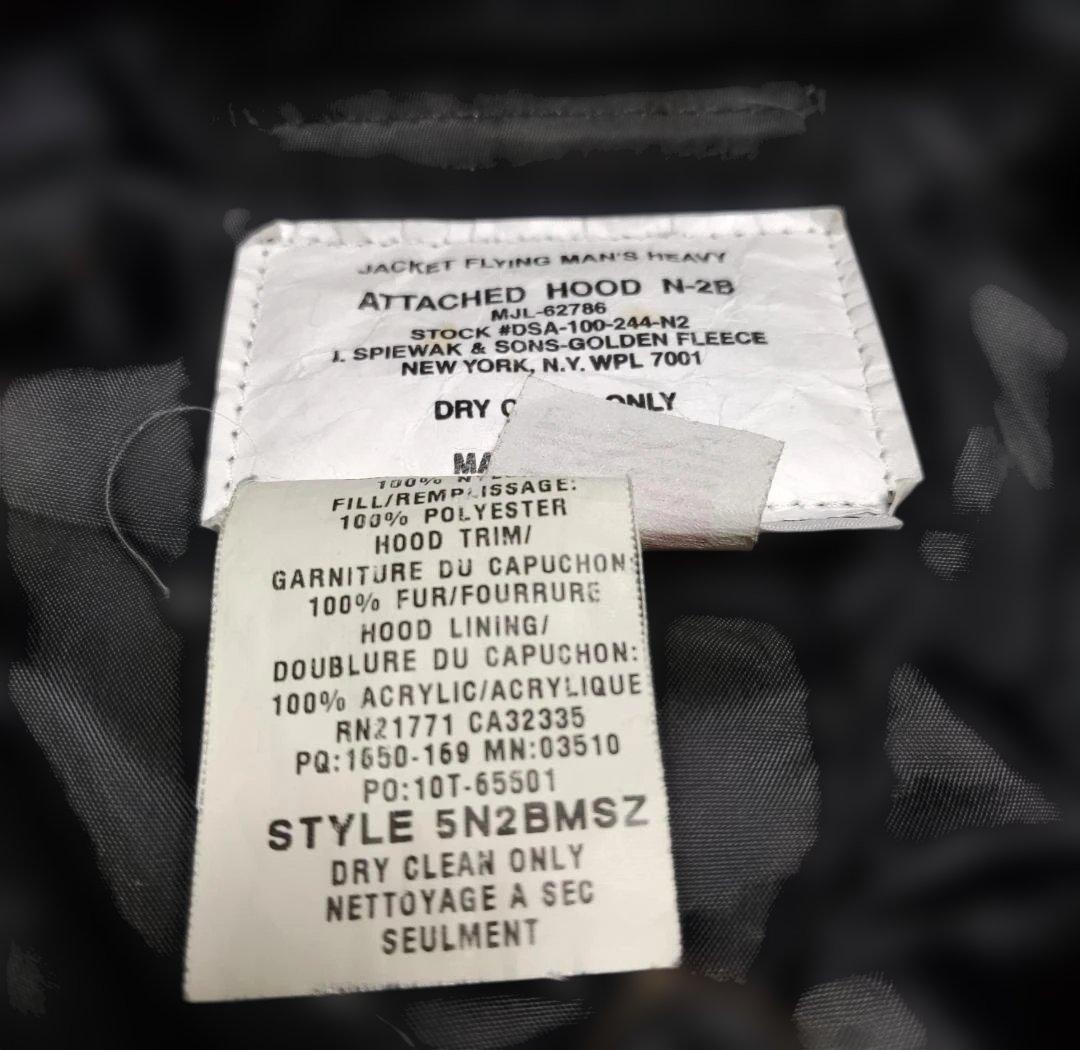 JACKET FLYING MAN'S HEAVY
ATTACHED HOOD N-2B
MJL-62786
STOCK #DSA-100-244-N2
I. SPIEWAK & SONS-GOLDEN FLEECE
NEW YORK, N.Y. WPL 7001
DRY ONLY
100%
FILL/REMPLISSAGE:
100% POLYESTER
HOOD TRIM/
GARNITURE DU CAPUCHON:
100% FUR/FOURRURE
HOOD LINING/
DOUBLURE DU CAPUCHON:
100% ACRYLIC/ACRYLIQUE
RN21771 CA32335
PQ:1650-169 MN:03510
PO:10T-65501
STYLE 5N2BMSZ
DRY CLEAN ONLY
NETTOYAGE A SEC
SEULMENT